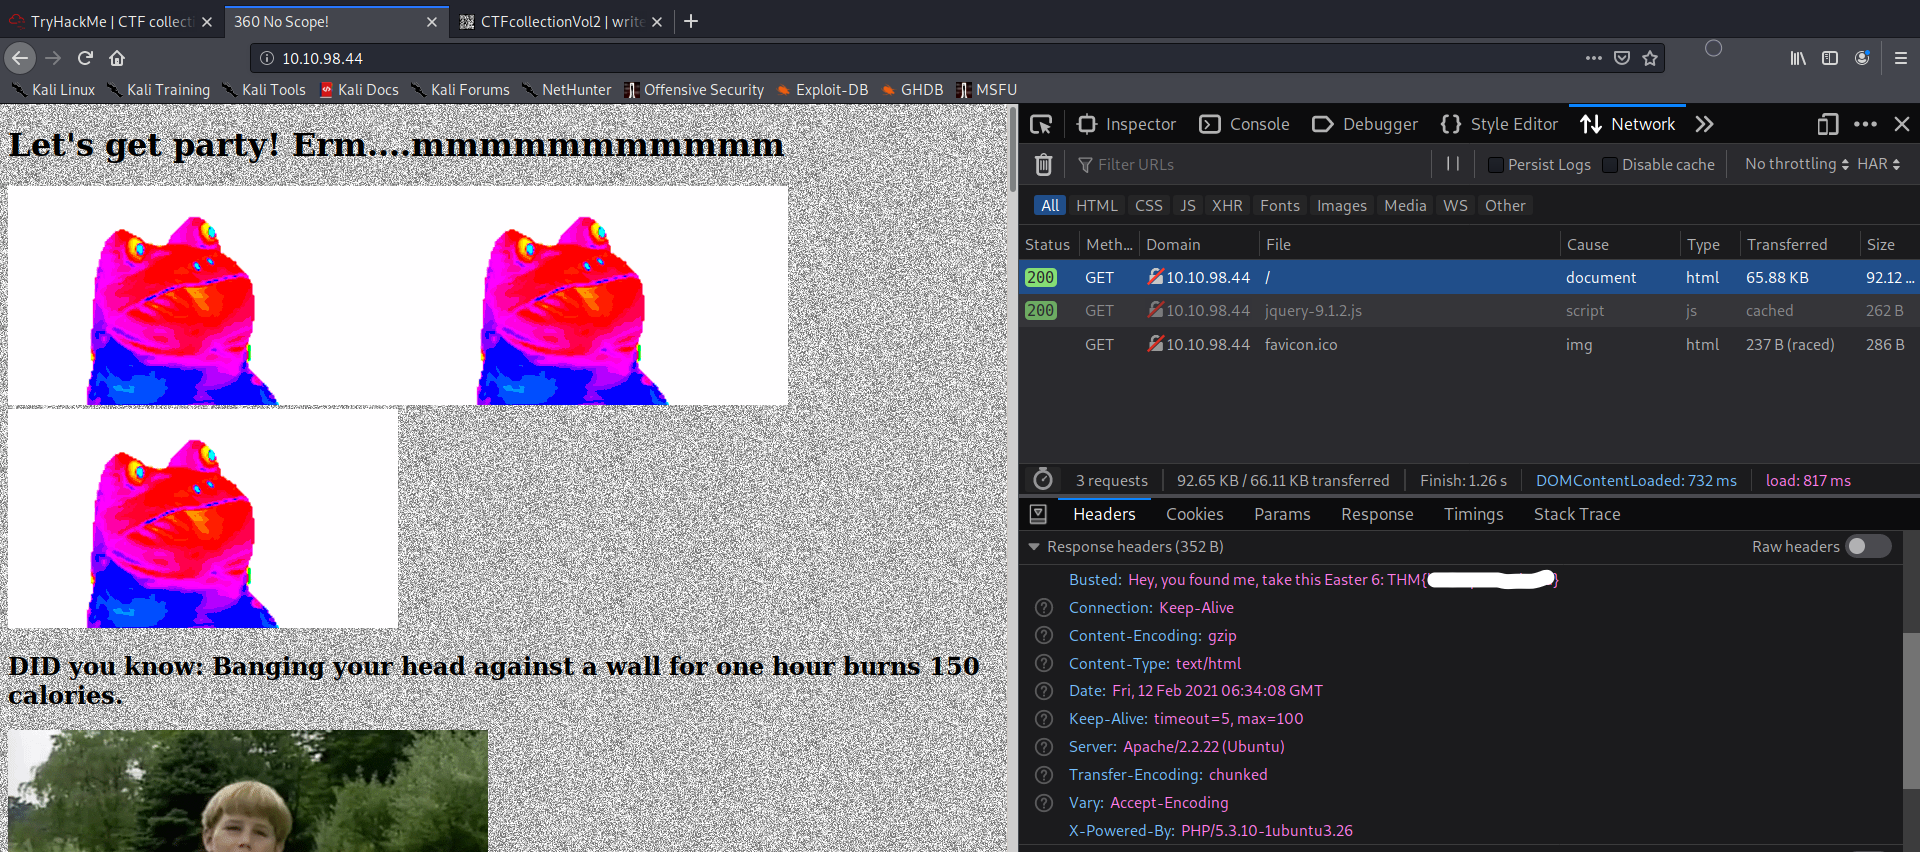 TryHackMe | CTF collecti
360 No Scope!
CTFcollectionVol2 | write
10.10.98.44
Kali Linux Kali Training Kali Tools Kali Docs Kali Forums NetHunter Offensive Security Exploit-DB GHDB MSFU
Let's get party! Erm....mmmmmmmmmmm
DID you know: Banging your head against a wall for one hour burns 150
calories.
Inspector Console Debugger Style Editor Network
Filter URLs Persist Logs Disable cache No throttling HAR
All HTML CSS JS XHR Fonts Images Media WS Other
Status Meth... Domain File Cause Type Transferred Size
200 GET 10.10.98.44 / document html 65.88 KB 92.12 ...
200 GET 10.10.98.44 jquery-9.1.2.js script js cached 262 B
GET 10.10.98.44 favicon.ico img html 237 B (raced) 286 B
3 requests 92.65 KB / 66.11 KB transferred Finish: 1.26 s DOMContentLoaded: 732 ms load: 817 ms
Headers Cookies Params Response Timings Stack Trace
Response headers (352 B) Raw headers
Busted: Hey, you found me, take this Easter 6: THM{ }
Connection: Keep-Alive
Content-Encoding: gzip
Content-Type: text/html
Date: Fri, 12 Feb 2021 06:34:08 GMT
Keep-Alive: timeout=5, max=100
Server: Apache/2.2.22 (Ubuntu)
Transfer-Encoding: chunked
Vary: Accept-Encoding
X-Powered-By: PHP/5.3.10-1ubuntu3.26